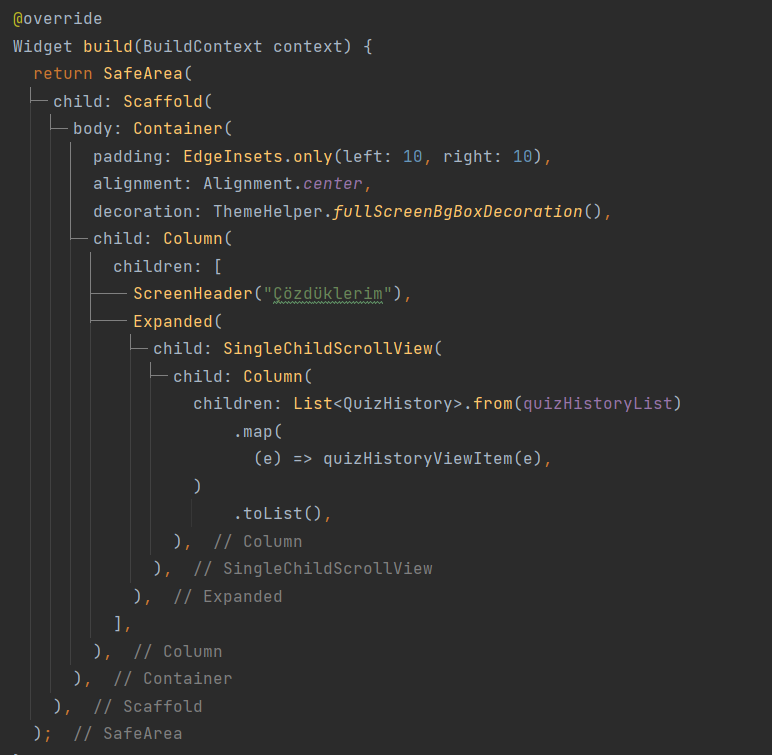 @override
Widget build(BuildContext context) {
  return SafeArea(
    child: Scaffold(
      body: Container(
        padding: EdgeInsets.only(left: 10, right: 10),
        alignment: Alignment.center,
        decoration: ThemeHelper.fullScreenBgBoxDecoration(),
        child: Column(
          children: [
            ScreenHeader("Çözdüklerim"),
            Expanded(
              child: SingleChildScrollView(
                child: Column(
                  children: List<QuizHistory>.from(quizHistoryList)
                      .map(
                        (e) => quizHistoryViewItem(e),
                  )
                      .toList(),
                ),  // Column
              ),  // SingleChildScrollView
            ),  // Expanded
          ],
        ),  // Column
      ),  // Container
    ),  // Scaffold
  );  // SafeArea